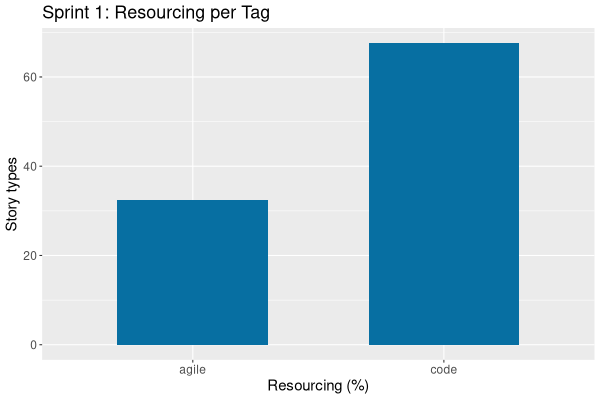 Sprint 1: Resourcing per Tag
Story types
60
40
20
0
agile code
Resourcing (%)